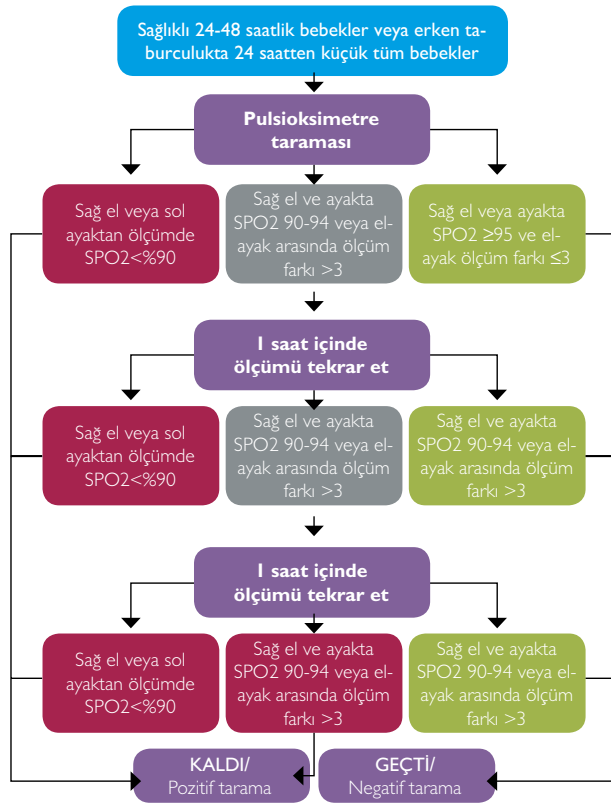 Sağlıklı 24-48 saatlik bebekler veya erken ta-
burculukta 24 saatten küçük tüm bebekler
Pulsioksimetre
taraması
Sağ el veya sol
ayaktan ölçümde
SPO2<%90
Sağ el ve ayakta
SPO2 90-94 veya el-
ayak arasında ölçüm
farkı >3
Sağ el veya ayakta
SPO2 ≥95 ve el-
ayak ölçüm farkı ≤3
1 saat içinde
ölçümü tekrar et
Sağ el veya sol
ayaktan ölçümde
SPO2<%90
Sağ el ve ayakta
SPO2 90-94 veya el-
ayak arasında ölçüm
farkı >3
Sağ el ve ayakta
SPO2 90-94 veya el-
ayak arasında ölçüm
farkı >3
1 saat içinde
ölçümü tekrar et
Sağ el veya sol
ayaktan ölçümde
SPO2<%90
Sağ el ve ayakta
SPO2 90-94 veya el-
ayak arasında ölçüm
farkı >3
Sağ el ve ayakta
SPO2 90-94 veya el-
ayak arasında ölçüm
farkı >3
KALDI/
Pozitif tarama
GEÇTİ/
Negatif tarama